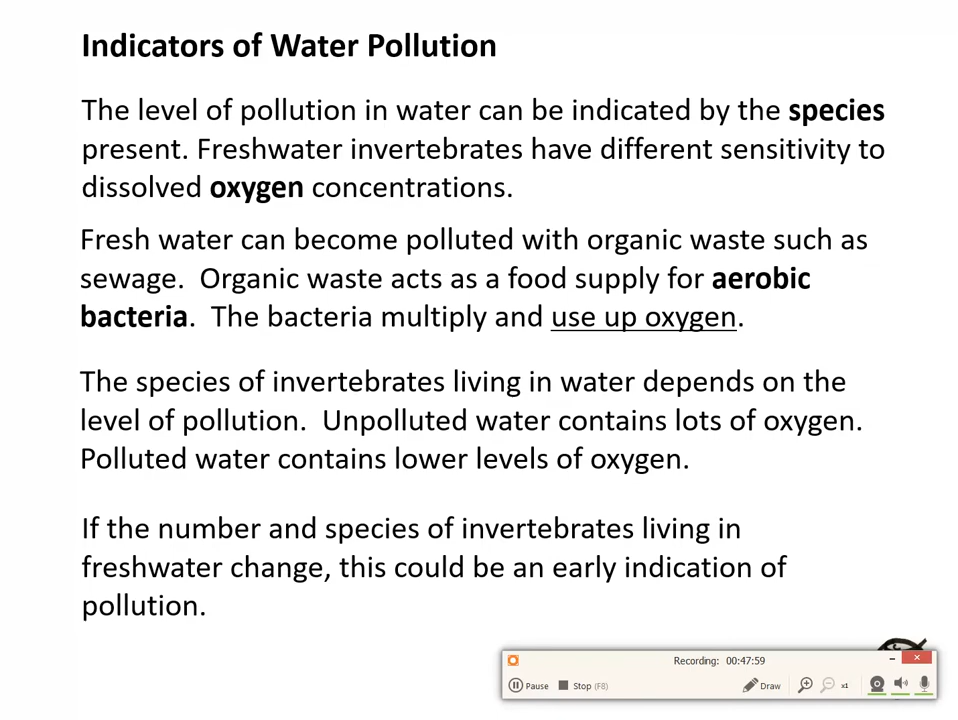 Indicators of Water Pollution
The level of pollution in water can be indicated by the species
present. Freshwater invertebrates have different sensitivity to
dissolved oxygen concentrations.
Fresh water can become polluted with organic waste such as
sewage.  Organic waste acts as a food supply for aerobic
bacteria.  The bacteria multiply and use up oxygen.
The species of invertebrates living in water depends on the
level of pollution.  Unpolluted water contains lots of oxygen.
Polluted water contains lower levels of oxygen.
If the number and species of invertebrates living in
freshwater change, this could be an early indication of
pollution.
Recording: 00:47:59
Pause Stop (F8) Draw x1